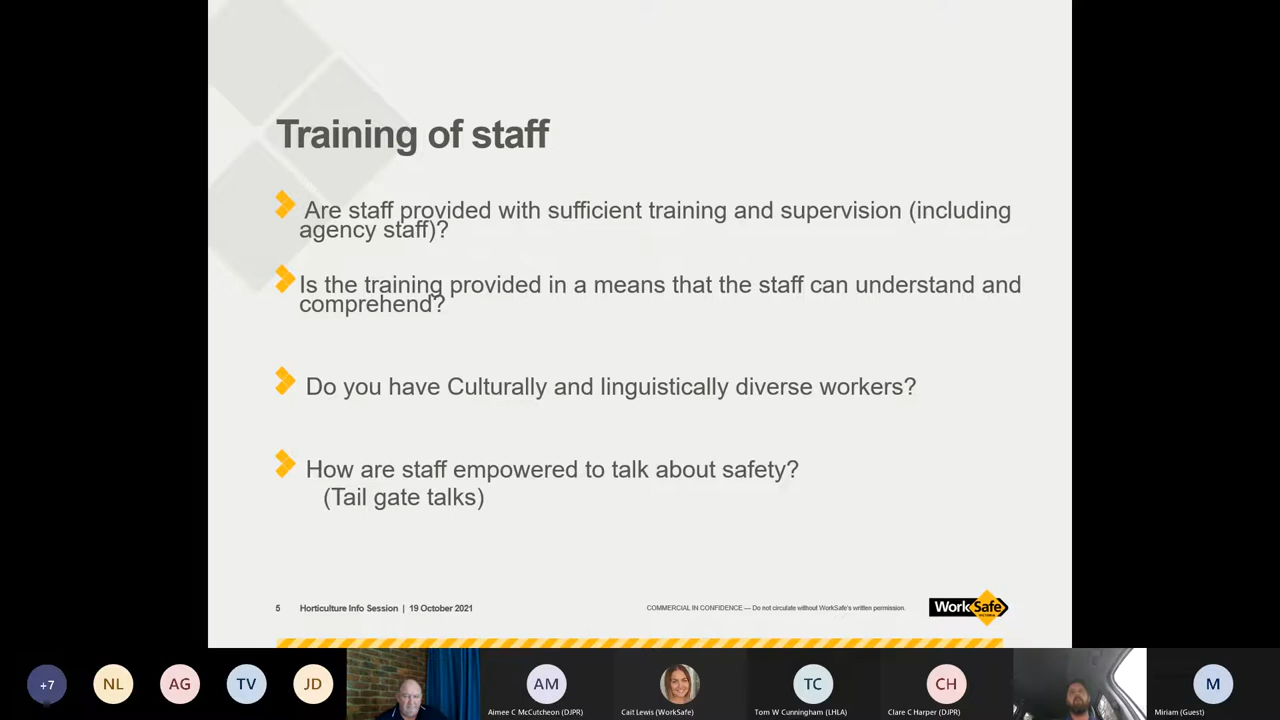 Training of staff
Are staff provided with sufficient training and supervision (including
agency staff)?
Is the training provided in a means that the staff can understand and
comprehend?
Do you have Culturally and linguistically diverse workers?
How are staff empowered to talk about safety?
(Tail gate talks)
5 Horticulture Info Session | 19 October 2021
COMMERCIAL IN CONFIDENCE — Do not circulate without WorkSafe's written permission.
WorkSafe
VICTORIA
+7
NL
AG
TV
JD
AM
Aimee C McCutcheon (DJPR)
Cait Lewis (WorkSafe)
TC
Tom W Cunningham (LHLA)
CH
Clare C Harper (DJPR)
M
Miriam (Guest)